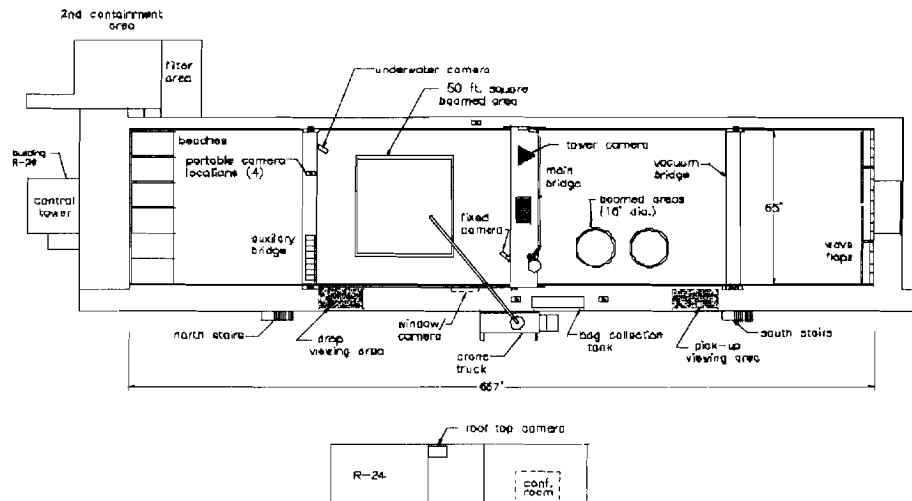 2nd containment
area
filter
area
underwater camera
50 ft. square
boomed area
building
R-28
control
tower
beaches
portable camera
locations (4)
auxilary
bridge
fixed
camera
tower camera
main
bridge
boomed areas
(16' dia.)
vacuum
bridge
65'
wave
flaps
north stairs
drop
viewing area
window
camera
crane
truck
bag collection
tank
pick-up
viewing area
south stairs
667'
roof top camera
R-24
conf.
room